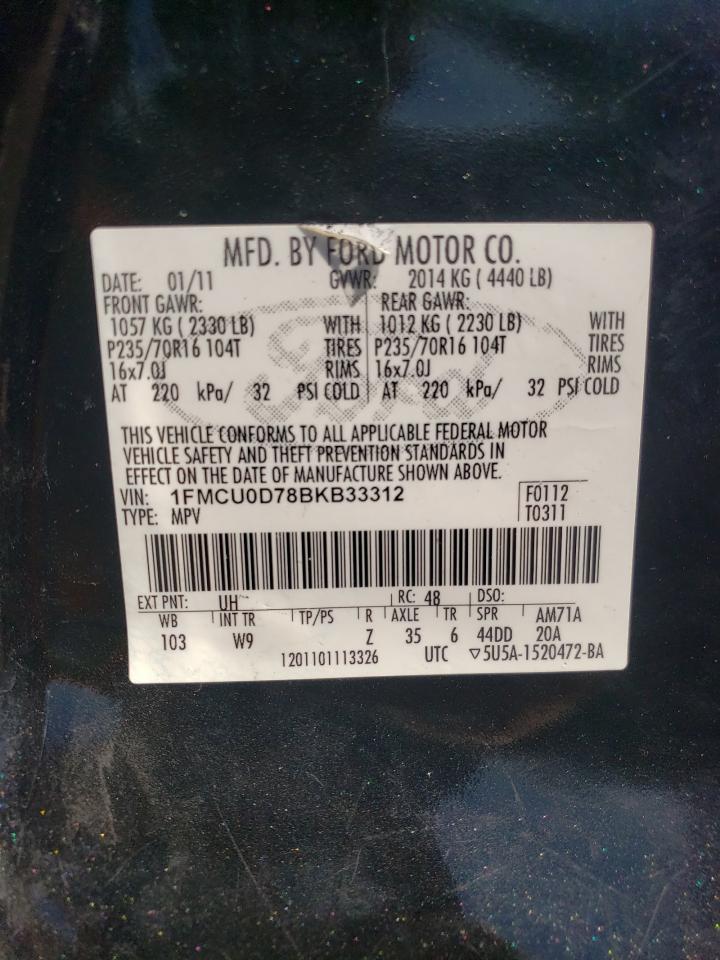 MFD. BY FORD MOTOR CO.
DATE: 01/11 GVWR: 2014 KG ( 4440 LB)
FRONT GAWR: REAR GAWR:
1057 KG ( 2330 LB) WITH 1012 KG ( 2230 LB) WITH
P235/70R16 104T TIRES P235/70R16 104T TIRES
16x7.0J RIMS 16x7.0J RIMS
AT 220 kPa/ 32 PSI COLD AT 220 kPa/ 32 PSI COLD
Ford
THIS VEHICLE CONFORMS TO ALL APPLICABLE FEDERAL MOTOR
VEHICLE SAFETY AND THEFT PREVENTION STANDARDS IN
EFFECT ON THE DATE OF MANUFACTURE SHOWN ABOVE.
VIN: 1FMCU0D78BKB33312 F0112
TYPE: MPV T0311
EXT PNT: UH RC: 48 DSO:
WB INT TR TP/PS R AXLE TR SPR AM71A
103 W9 Z 35 6 44DD 20A
1201101113326 UTC ▽5U5A-1520472-BA